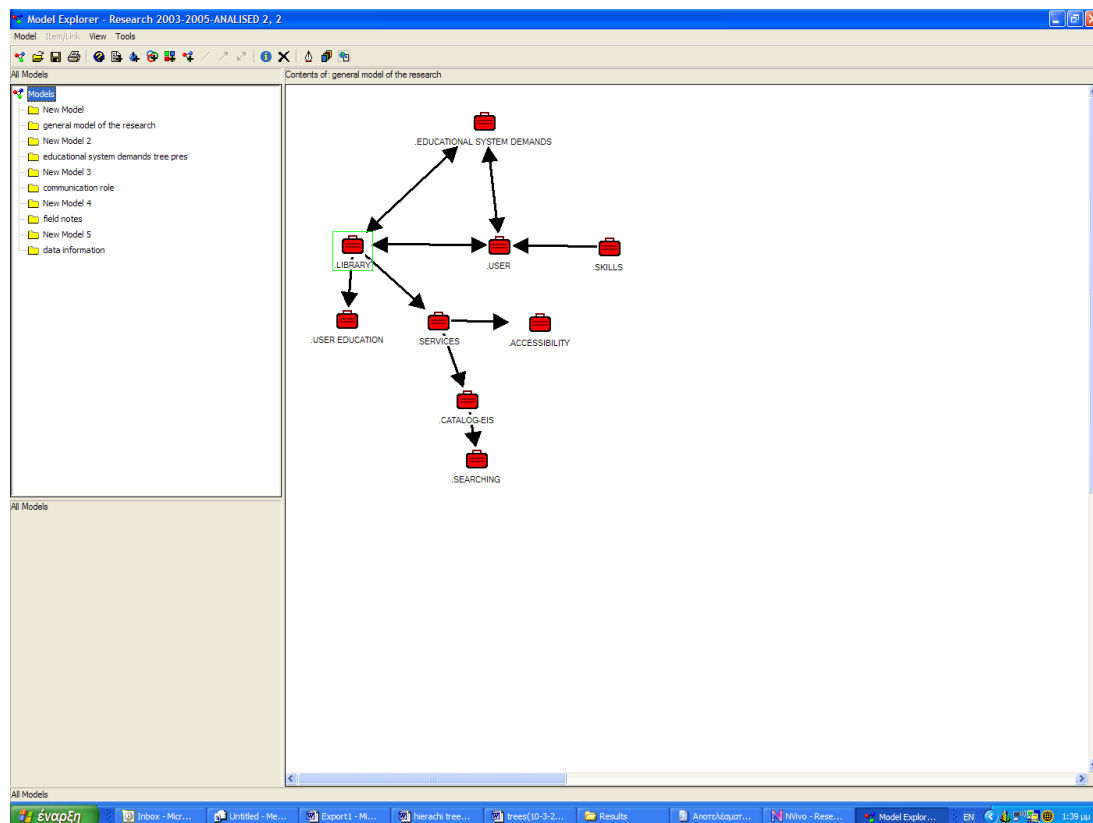 Model Explorer - Research 2003-2005-ANALISED 2, 2
Model Item/Link View Tools
All Models
Contents of: general model of the research
Models
New Model
general model of the research
New Model 2
educational system demands tree pres
New Model 3
communication role
New Model 4
field notes
New Model 5
data information
.EDUCATIONAL SYSTEM DEMANDS
.LIBRARY
.USER
.SKILLS
.USER EDUCATION
.SERVICES
.ACCESSIBILITY
.CATALOG-EIS
.SEARCHING
All Models
All Models
έναρξη Inbox - Micr... Untitled - Me... Export1 - Mi... hierachi tree... trees(10-3-2... Results Αποτελέσματ... NVivo - Rese... Model Explor... EN 1:39 μμ